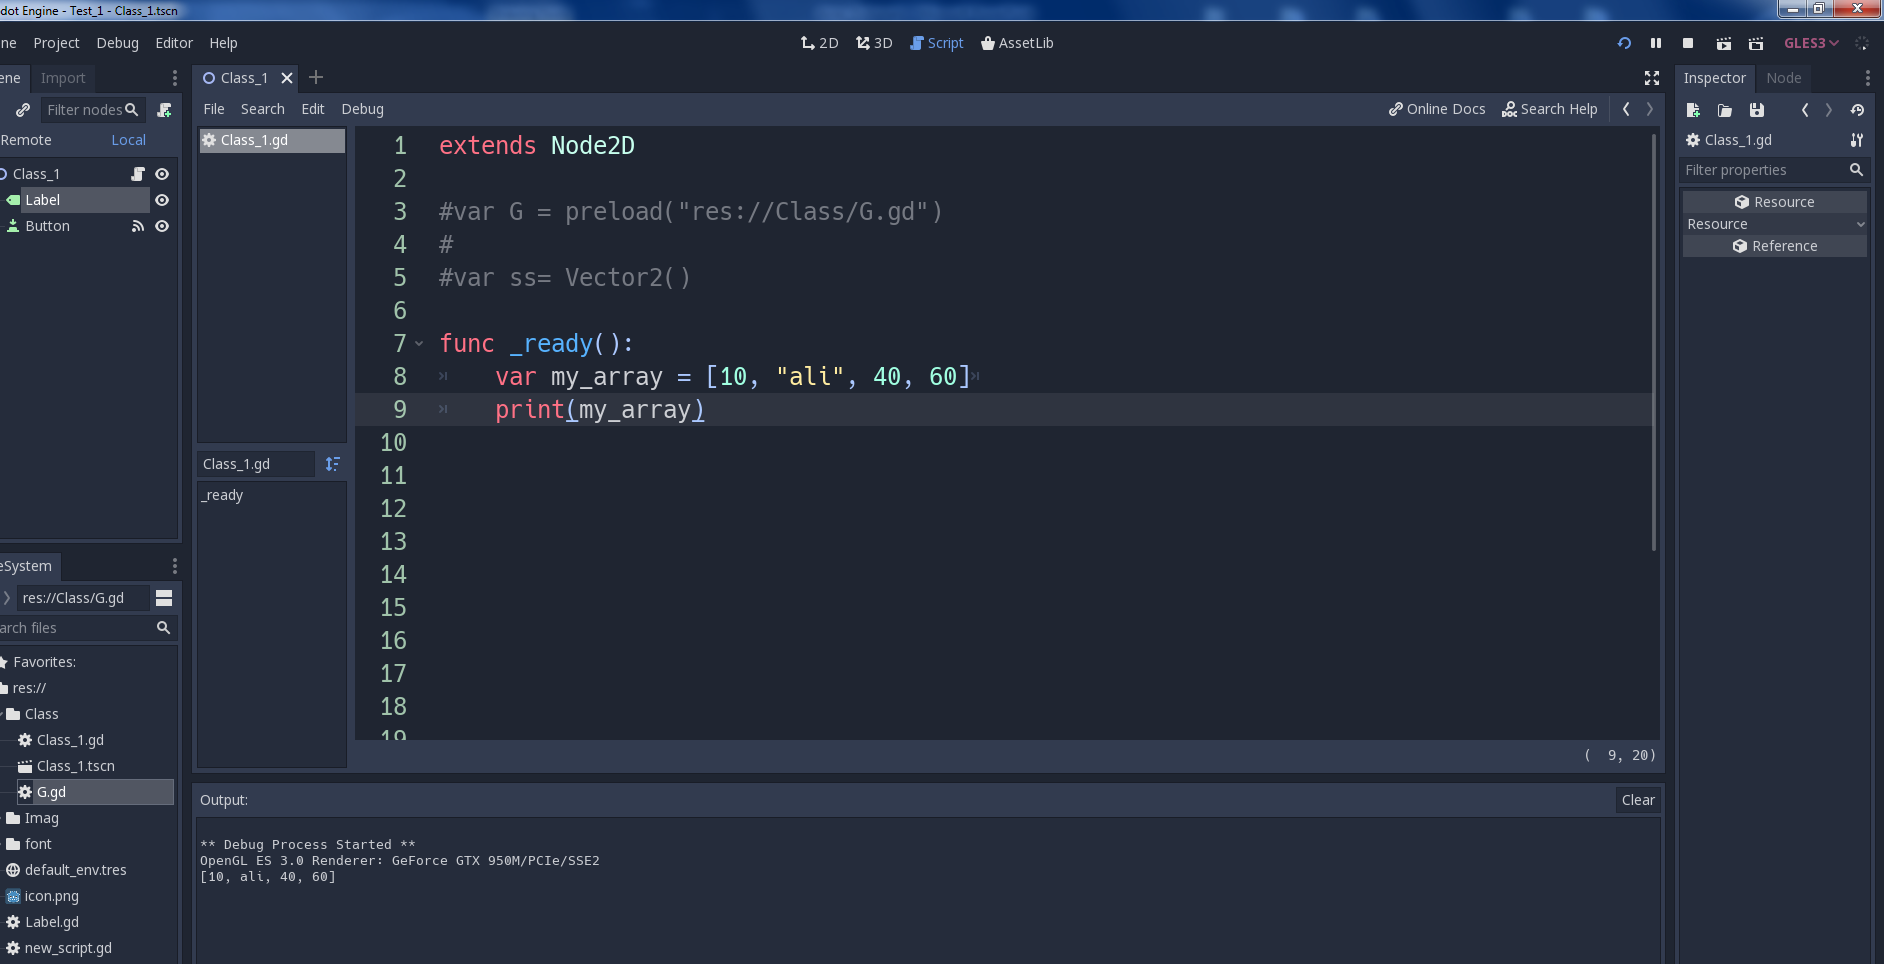 dot Engine - Test_1 - Class_1.tscn
ne Project Debug Editor Help
2D 3D Script AssetLib
GLES3
ene Import
Filter nodes
Remote Local
Class_1
Label
Button
Class_1
File Search Edit Debug
Online Docs Search Help
Class_1.gd
Class_1.gd
_ready
1 extends Node2D
2
3 #var G = preload("res://Class/G.gd")
4 #
5 #var ss= Vector2()
6
7 func _ready():
8 var my_array = [10, "ali", 40, 60]
9 print(my_array)
10
11
12
13
14
15
16
17
18
19
( 9, 20)
Inspector Node
Class_1.gd
Filter properties
Resource
Resource
Reference
eSystem
res://Class/G.gd
arch files
Favorites:
res://
Class
Class_1.gd
Class_1.tscn
G.gd
Imag
font
default_env.tres
icon.png
Label.gd
new_script.gd
Output:
Clear
** Debug Process Started **
OpenGL ES 3.0 Renderer: GeForce GTX 950M/PCIe/SSE2
[10, ali, 40, 60]